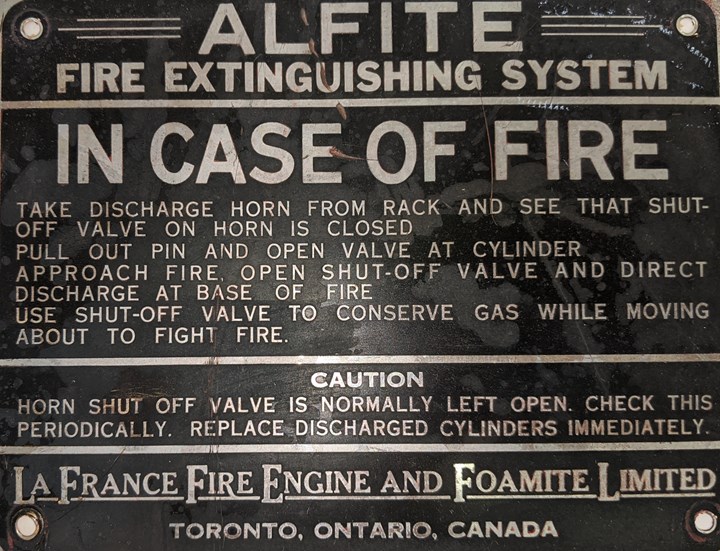 ALFITE
FIRE EXTINGUISHING SYSTEM
IN CASE OF FIRE
TAKE DISCHARGE HORN FROM RACK AND SEE THAT SHUT-
OFF VALVE ON HORN IS CLOSED
PULL OUT PIN AND OPEN VALVE AT CYLINDER
APPROACH FIRE, OPEN SHUT-OFF VALVE AND DIRECT
DISCHARGE AT BASE OF FIRE
USE SHUT-OFF VALVE TO CONSERVE GAS WHILE MOVING
ABOUT TO FIGHT FIRE.
CAUTION
HORN SHUT OFF VALVE IS NORMALLY LEFT OPEN. CHECK THIS
PERIODICALLY. REPLACE DISCHARGED CYLINDERS IMMEDIATELY.
LA FRANCE FIRE ENGINE AND FOAMITE LIMITED
TORONTO, ONTARIO, CANADA